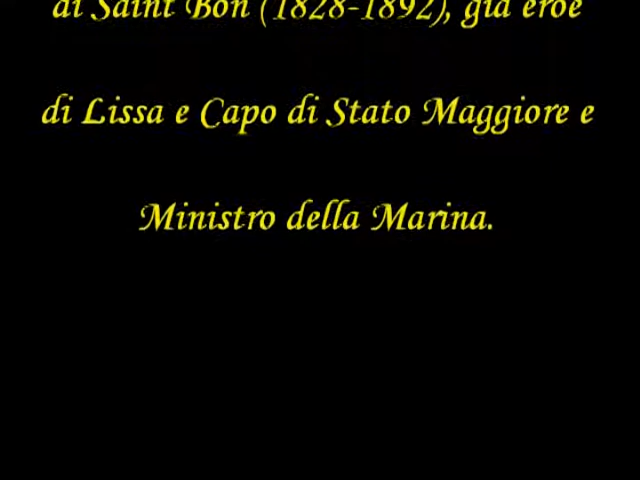 di Saint Bon (1828-1892), già eroe
di Lissa e Capo di Stato Maggiore e
Ministro della Marina.